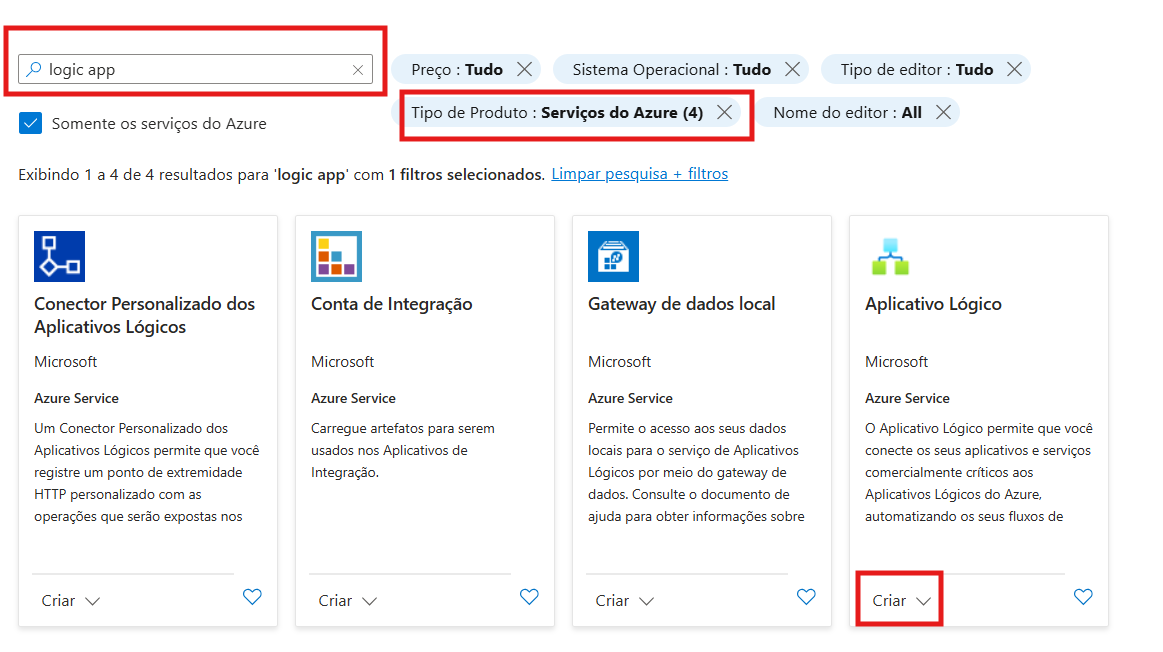 logic app
Preço : Tudo
Sistema Operacional : Tudo
Tipo de editor : Tudo
Somente os serviços do Azure
Tipo de Produto : Serviços do Azure (4)
Nome do editor : All
Exibindo 1 a 4 de 4 resultados para 'logic app' com 1 filtros selecionados. Limpar pesquisa + filtros
Conector Personalizado dos
Aplicativos Lógicos
Microsoft
Azure Service
Um Conector Personalizado dos
Aplicativos Lógicos permite que você
registre um ponto de extremidade
HTTP personalizado com as
operações que serão expostas nos
Criar
Conta de Integração
Microsoft
Azure Service
Carregue artefatos para serem
usados nos Aplicativos de
Integração.
Criar
Gateway de dados local
Microsoft
Azure Service
Permite o acesso aos seus dados
locais para o serviço de Aplicativos
Lógicos por meio do gateway de
dados. Consulte o documento de
ajuda para obter informações sobre
Criar
Aplicativo Lógico
Microsoft
Azure Service
O Aplicativo Lógico permite que você
conecte os seus aplicativos e serviços
comercialmente críticos aos
Aplicativos Lógicos do Azure,
automatizando os seus fluxos de
Criar